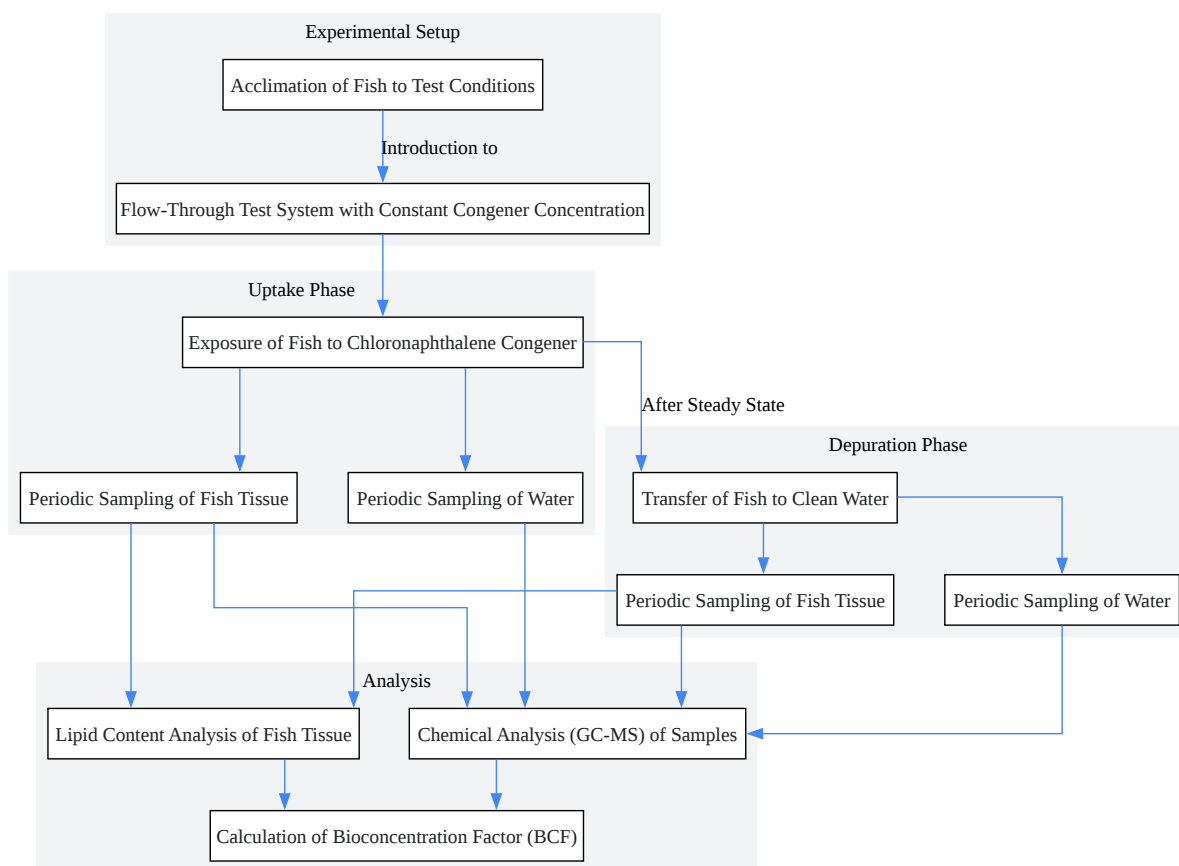 Experimental Setup
Acclimation of Fish to Test Conditions
Introduction to
Flow-Through Test System with Constant Congener Concentration
Uptake Phase
Exposure of Fish to Chloronaphthalene Congener
After Steady State
Depuration Phase
Periodic Sampling of Fish Tissue
Periodic Sampling of Water
Transfer of Fish to Clean Water
Periodic Sampling of Fish Tissue
Periodic Sampling of Water
Analysis
Lipid Content Analysis of Fish Tissue
Chemical Analysis (GC-MS) of Samples
Calculation of Bioconcentration Factor (BCF)